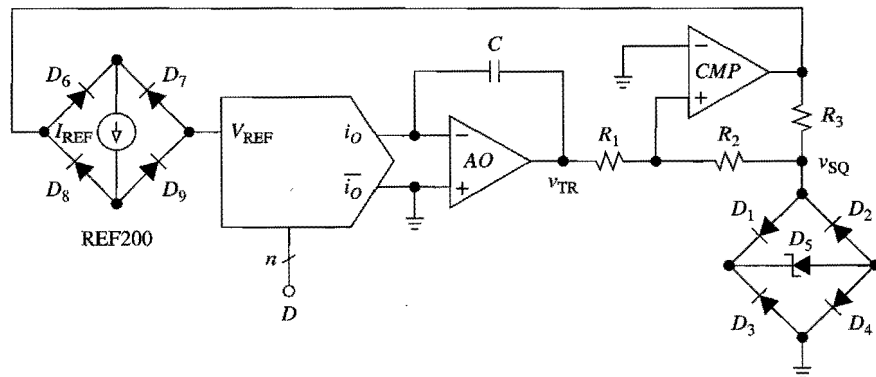 C
D6
D7
CMP
−
+
IREF
VREF
iO
−
AO
+
R1
R2
R3
iO
vTR
vSQ
D8
D9
D1
D2
D5
REF200
n
D
D3
D4